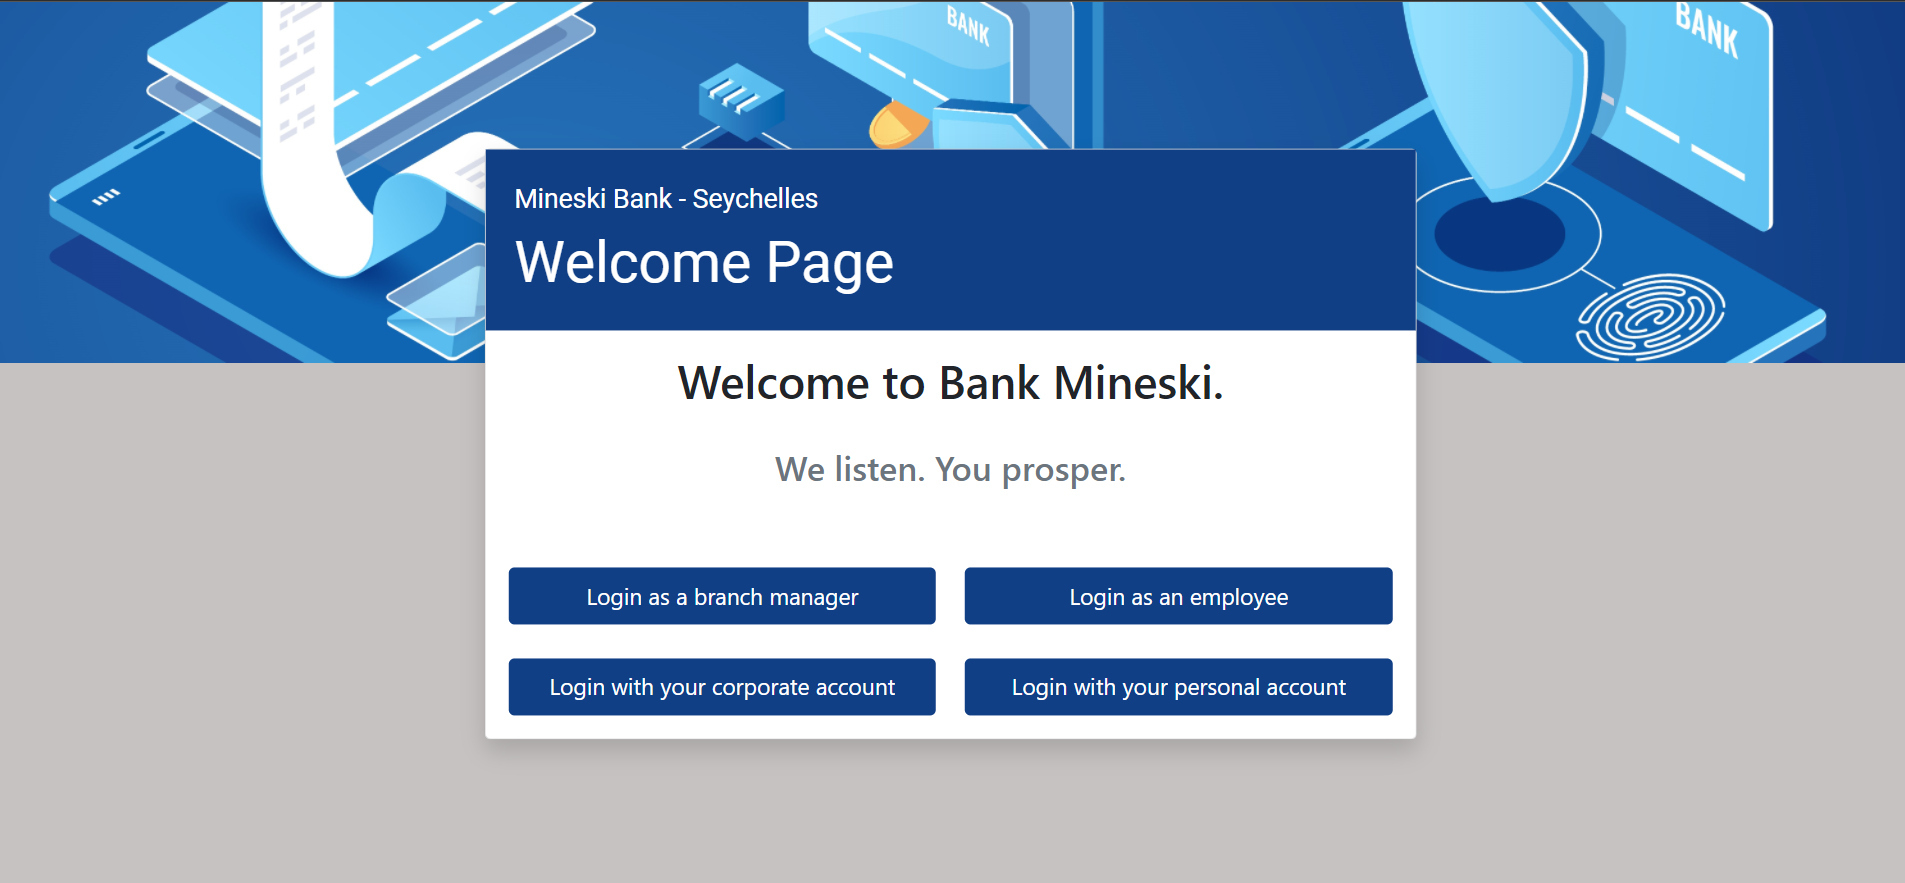 BANK
BANK
Mineski Bank - Seychelles
Welcome Page
Welcome to Bank Mineski.
We listen. You prosper.
Login as a branch manager
Login as an employee
Login with your corporate account
Login with your personal account